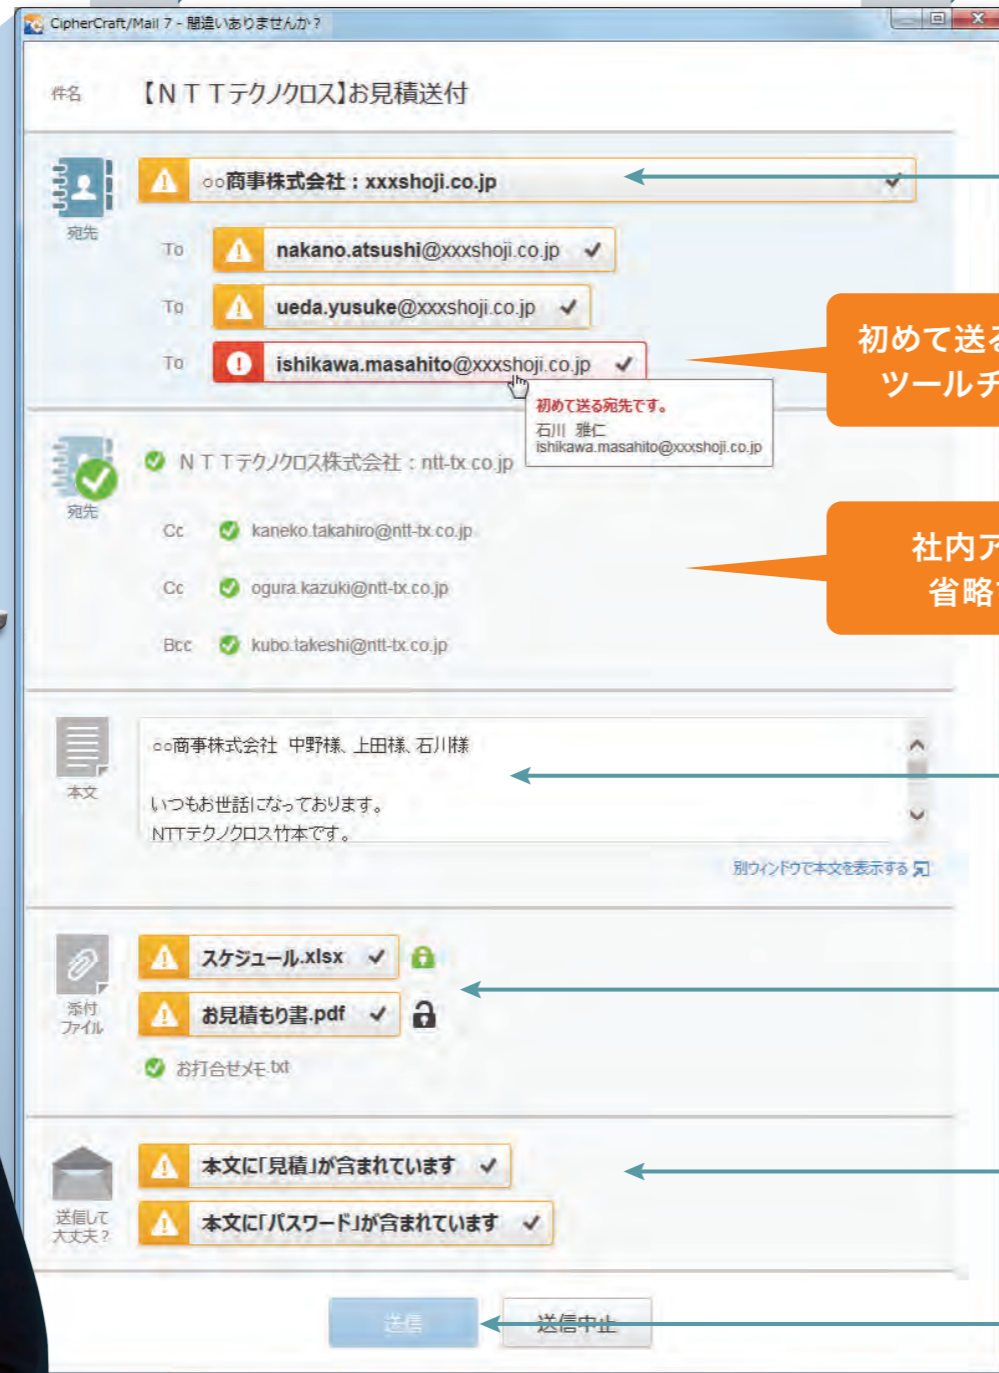 CipherCraft/Mail 7 - 間違いありませんか？
件名 【ＮＴＴテクノクロス】お見積送付
○○商事株式会社：xxxshoji.co.jp
宛先
To nakano.atsushi@xxxshoji.co.jp
To ueda.yusuke@xxxshoji.co.jp
To ishikawa.masahito@xxxshoji.co.jp
初めて送る
ツールチ
初めて送る宛先です。
石川 雅仁
ishikawa.masahito@xxxshoji.co.jp
ＮＴＴテクノクロス株式会社：ntt-tx.co.jp
宛先
Cc kaneko.takahiro@ntt-tx.co.jp
Cc ogura.kazuki@ntt-tx.co.jp
Bcc kubo.takeshi@ntt-tx.co.jp
社内ア
省略
○○商事株式会社 中野様、上田様、石川様
本文
いつもお世話になっております。
NTTテクノクロス竹本です。
別ウィンドウで本文を表示する
スケジュール.xlsx
添付
ファイル
お見積もり書.pdf
お打合せメモ.txt
本文に「見積」が含まれています
送信して
大丈夫？
本文に「パスワード」が含まれています
送信 送信中止